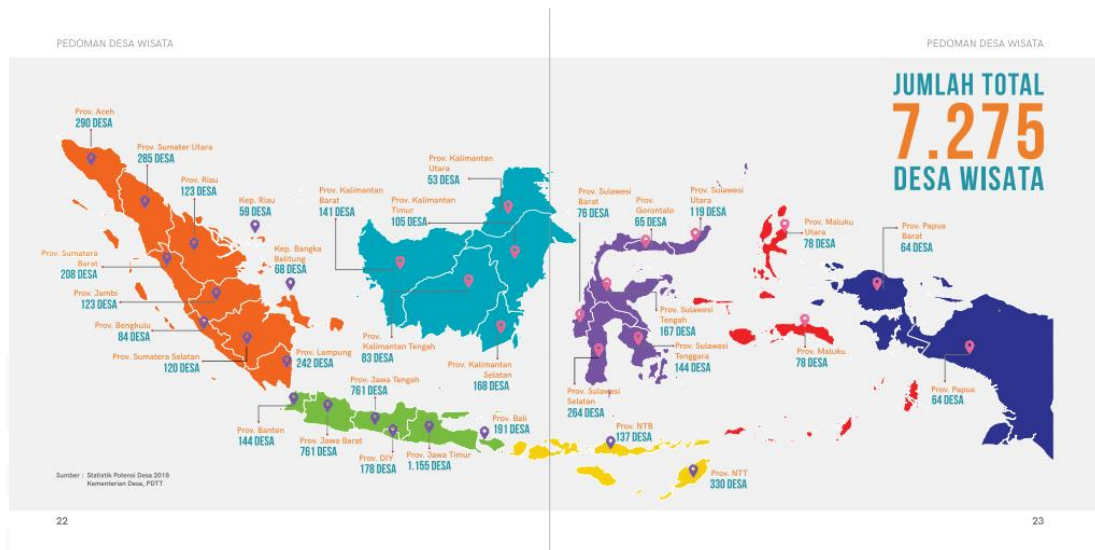 PEDOMAN DESA WISATA
PEDOMAN DESA WISATA
JUMLAH TOTAL
7.275
DESA WISATA
Prov. Aceh
290 DESA
Prov. Sumater Utara
285 DESA
Prov. Riau
123 DESA
Kep. Riau
59 DESA
Kep. Bangka
Belitung
68 DESA
Prov. Sumatera
Barat
208 DESA
Prov. Jambi
123 DESA
Prov. Bengkulu
84 DESA
Prov. Sumatera Selatan
120 DESA
Prov. Lampung
242 DESA
Prov. Banten
144 DESA
Prov. Jawa Barat
761 DESA
Prov. Jawa Tengah
761 DESA
Prov. DIY
178 DESA
Prov. Jawa Timur
1.155 DESA
Prov. Bali
191 DESA
Prov. Kalimantan
Barat
141 DESA
Prov. Kalimantan
Timur
105 DESA
Prov. Kalimantan
Utara
53 DESA
Prov.
Kalimantan Tengah
83 DESA
Prov. Kalimantan
Selatan
168 DESA
Prov. Sulawesi
Barat
76 DESA
Prov.
Gorontalo
65 DESA
Prov. Sulawesi
Utara
119 DESA
Prov. Sulawesi
Tengah
167 DESA
Prov. Sulawesi
Tenggara
144 DESA
Prov. Sulawesi
Selatan
264 DESA
Prov. NTB
137 DESA
Prov. NTT
330 DESA
Prov. Maluku
Utara
78 DESA
Prov. Maluku
78 DESA
Prov. Papua
Barat
64 DESA
Prov. Papua
64 DESA
Sumber : Statistik Potensi Desa 2018
Kementerian Desa, PDTT
22
23